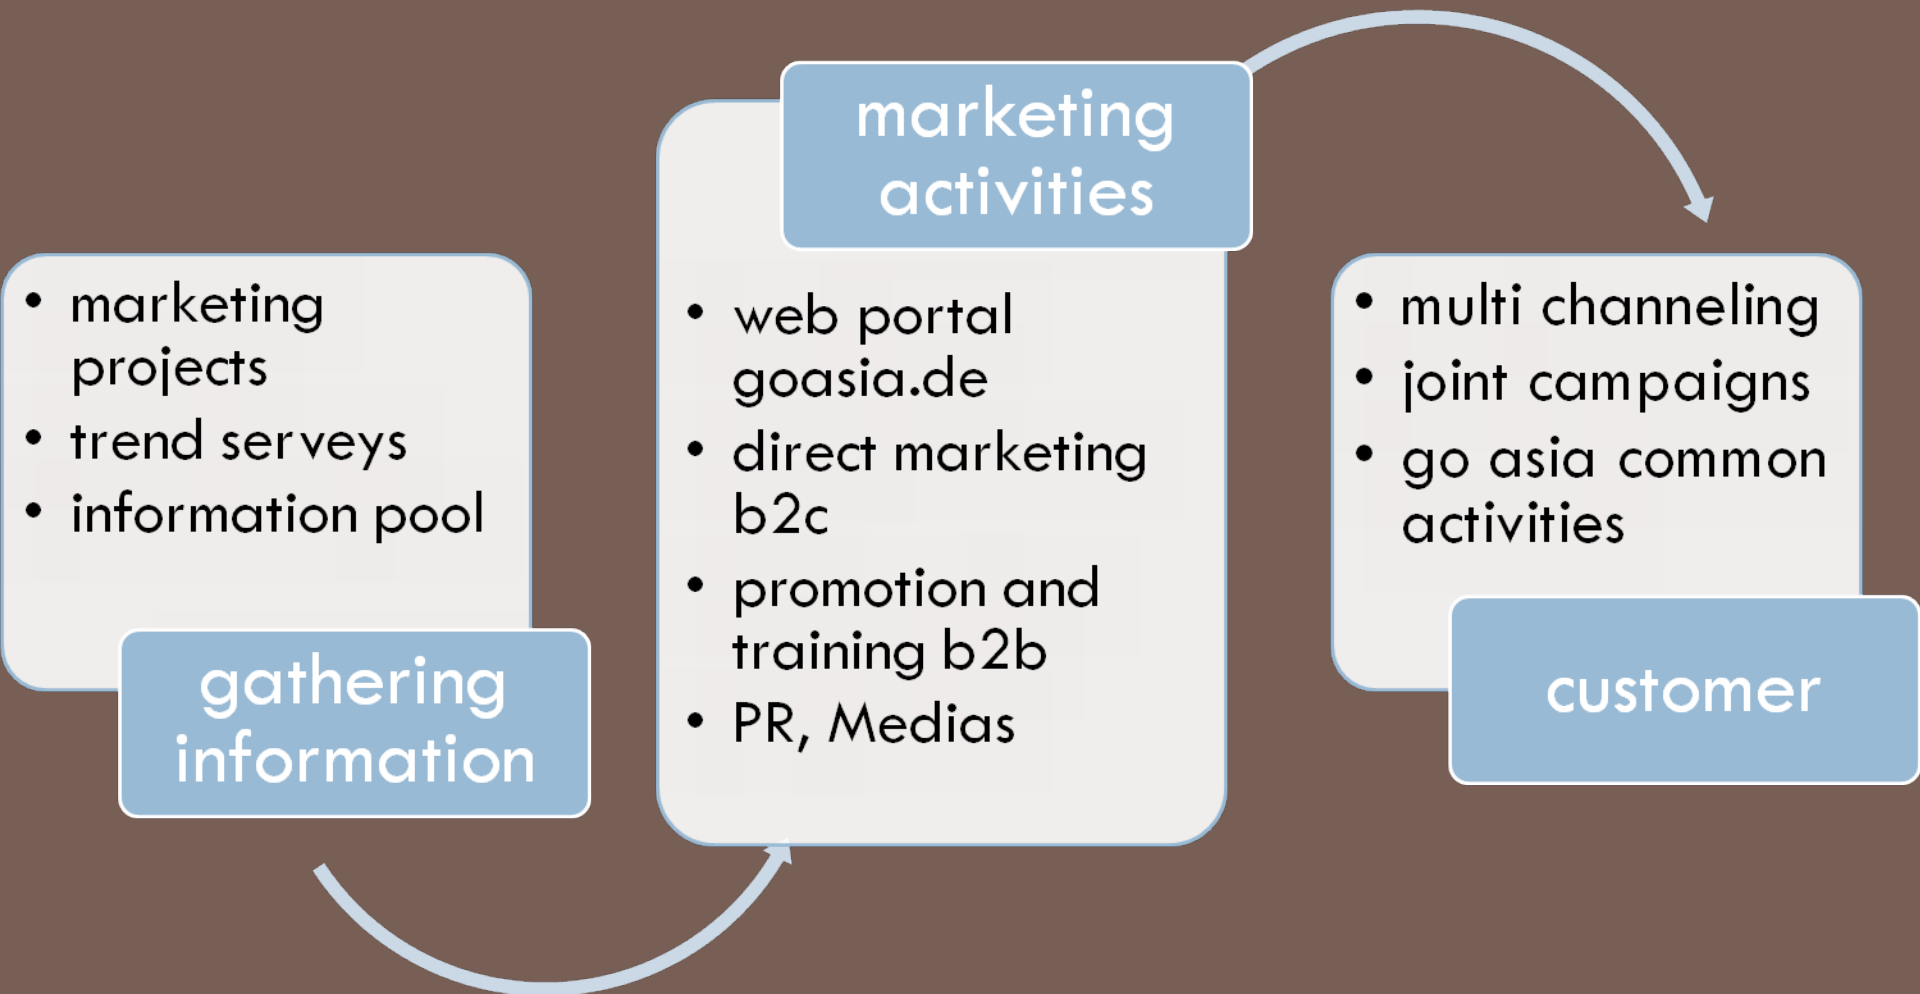 • marketing
projects
• trend serveys
• information pool
gathering
information
marketing
activities
• web portal
goasia.de
• direct marketing
b2c
• promotion and
training b2b
• PR, Medias
• multi channeling
• joint campaigns
• go asia common
activities
customer